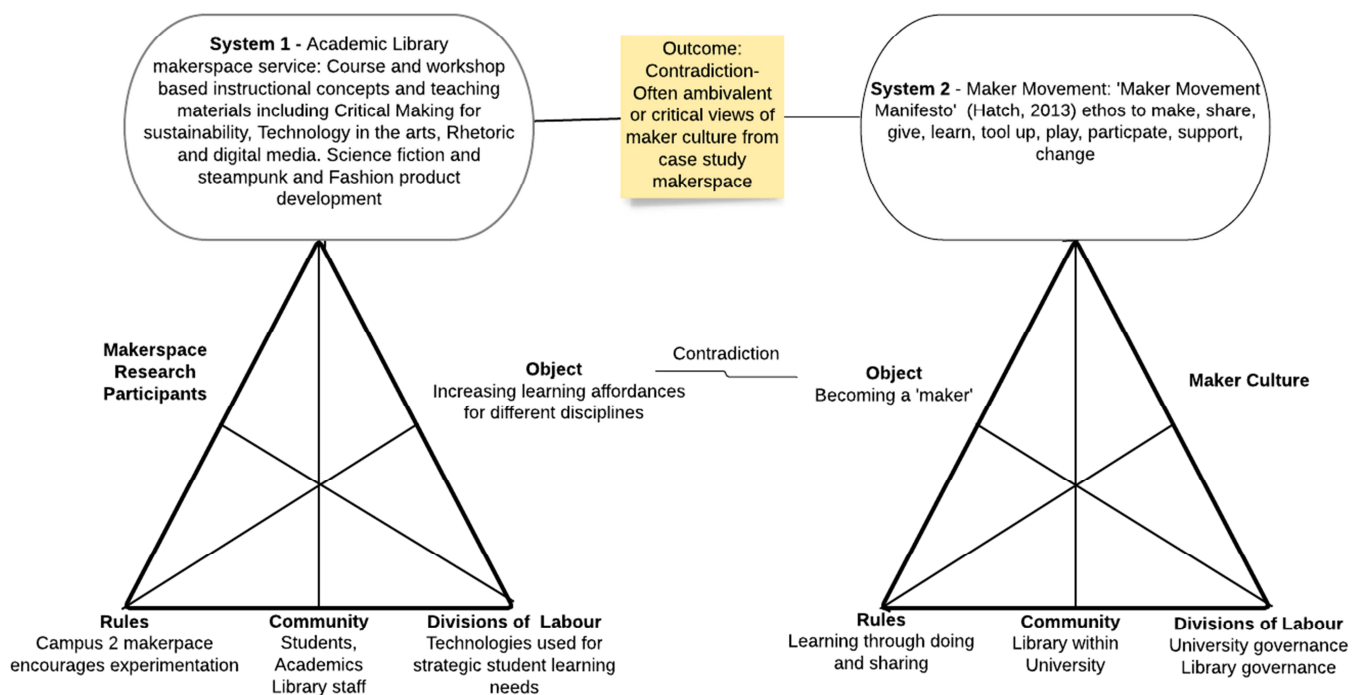 System 1 - Academic Library
makerspace service: Course and workshop
based instructional concepts and teaching
materials including Critical Making for
sustainability, Technology in the arts, Rhetoric
and digital media. Science fiction and
steampunk and Fashion product
development
Outcome:
Contradiction-
Often ambivalent
or critical views of
maker culture from
case study
makerspace
System 2 - Maker Movement: 'Maker Movement
Manifesto' (Hatch, 2013) ethos to make, share,
give, learn, tool up, play, particpate, support,
change
Makerspace
Research
Participants
Object
Increasing learning affordances
for different disciplines
Contradiction
Object
Becoming a 'maker'
Maker Culture
Rules
Campus 2 makerpace
encourages experimentation
Community
Students,
Academics
Library staff
Divisions of Labour
Technologies used for
strategic student learning
needs
Rules
Learning through doing
and sharing
Community
Library within
University
Divisions of Labour
University governance
Library governance